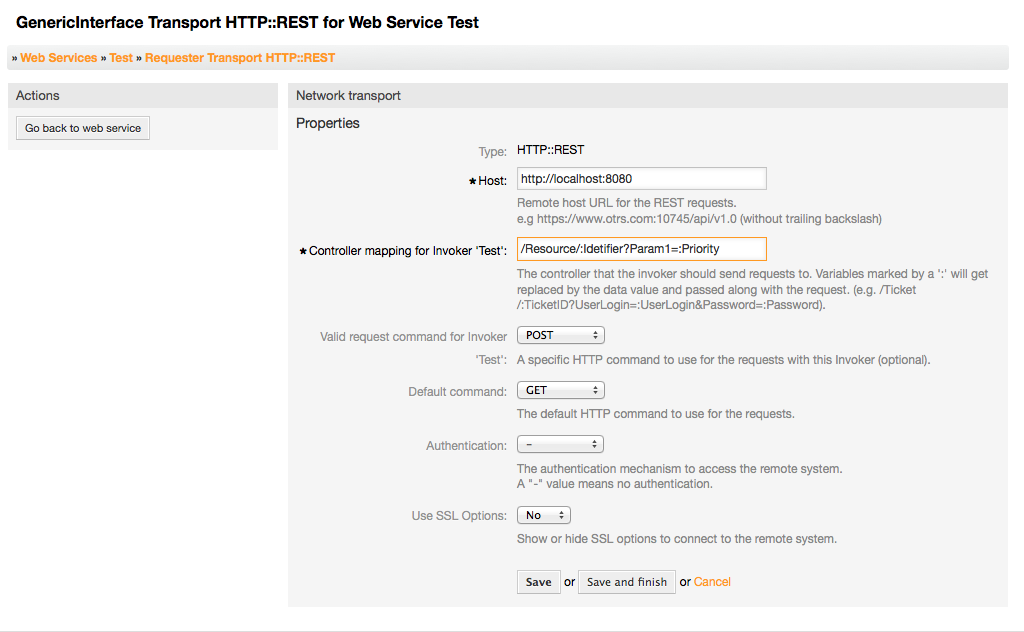 GenericInterface Transport HTTP::REST for Web Service Test
» Web Services » Test » Requester Transport HTTP::REST
Actions
Go back to web service
Network transport
Properties
Type: HTTP::REST
* Host: http://localhost:8080
Remote host URL for the REST requests.
e.g https://www.otrs.com:10745/api/v1.0 (without trailing backslash)
* Controller mapping for Invoker 'Test': /Resource/:Idetifier?Param1=:Priority
The controller that the invoker should send requests to. Variables marked by a ':' will get
replaced by the data value and passed along with the request. (e.g. /Ticket
/:TicketID?UserLogin=:UserLogin&Password=:Password).
Valid request command for Invoker POST
'Test': A specific HTTP command to use for the requests with this Invoker (optional).
Default command: GET
The default HTTP command to use for the requests.
Authentication: -
The authentication mechanism to access the remote system.
A "-" value means no authentication.
Use SSL Options: No
Show or hide SSL options to connect to the remote system.
Save or Save and finish or Cancel